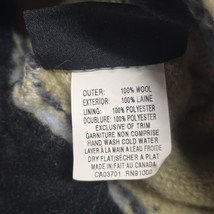 OUTER: 100% WOOL
EXTERIOR: 100% LAINE
LINING: 100% POLYESTER
DOUBLURE: 100% POLYESTER
EXCLUSIVE OF TRIM
GARNITURE NON COMPRISE
HAND WASH COLD WATER
LAVER À LA MAIN À L'EAU FROIDE
DRY FLAT/SÉCHER À PLAT
MADE IN/FAIT AU CANADA
CA03701 RN91000